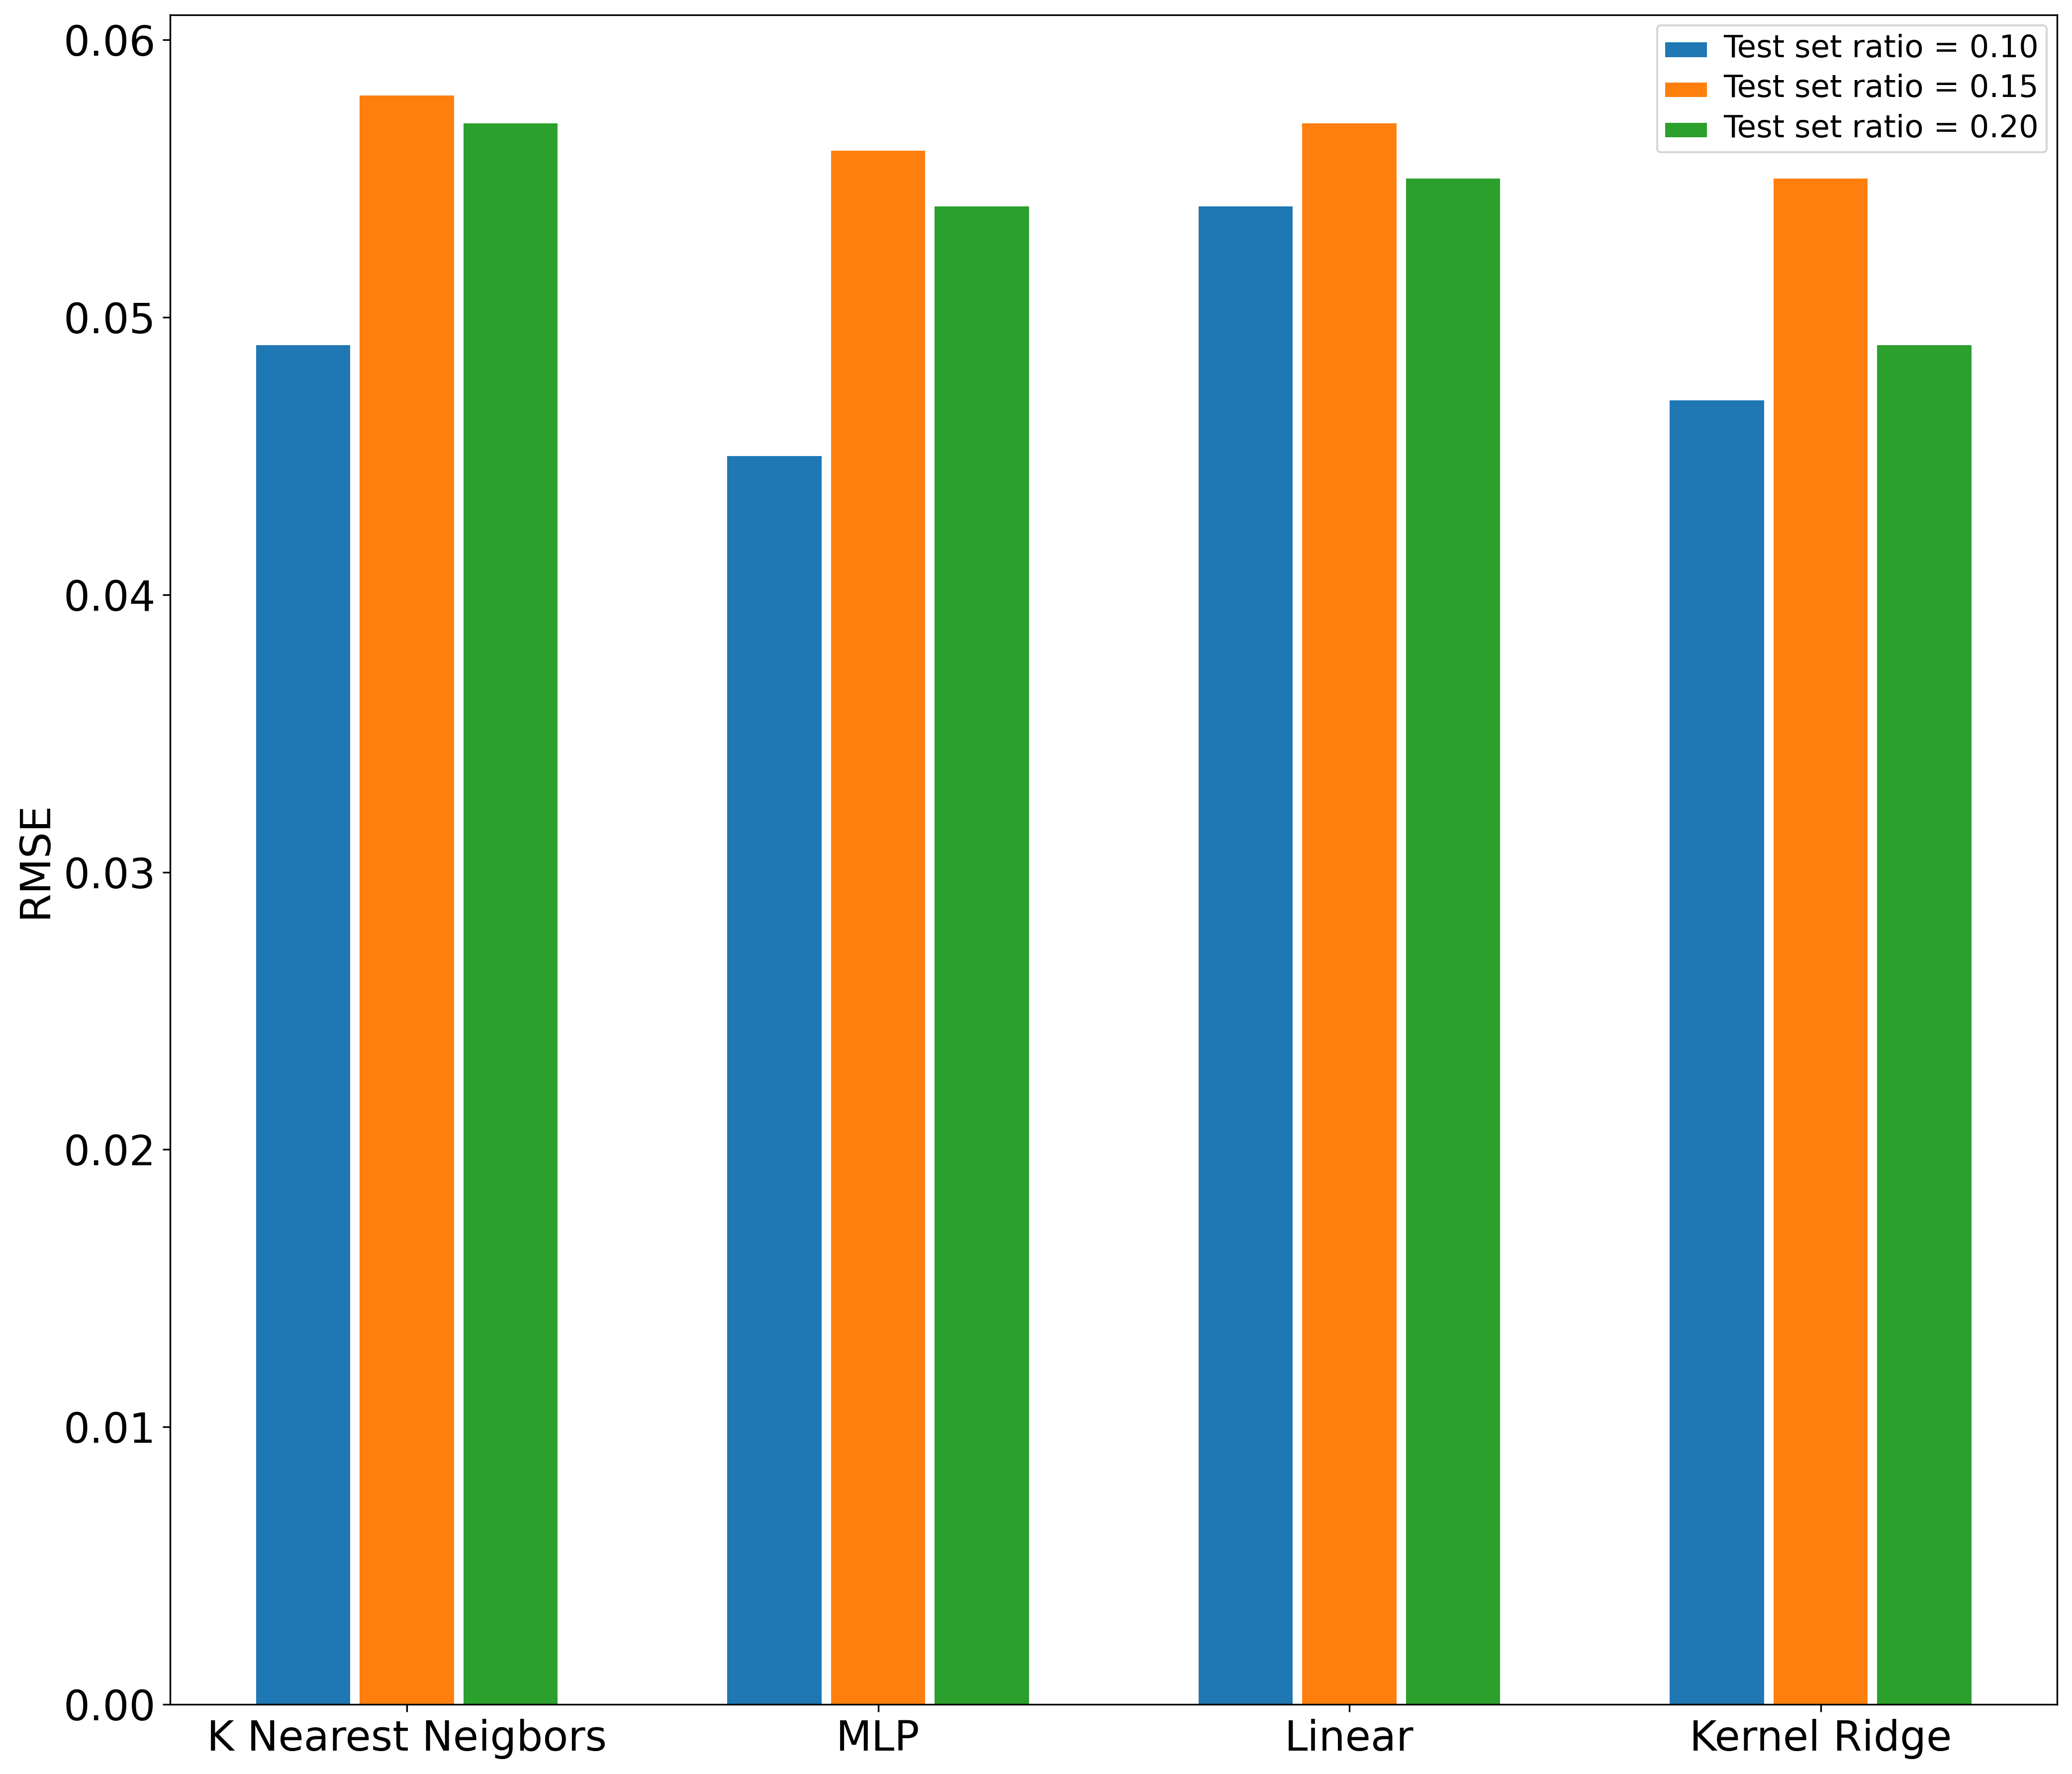 0.06
0.05
0.04
0.03
0.02
0.01
0.00
RMSE
Test set ratio = 0.10
Test set ratio = 0.15
Test set ratio = 0.20
K Nearest Neigbors
MLP
Linear
Kernel Ridge